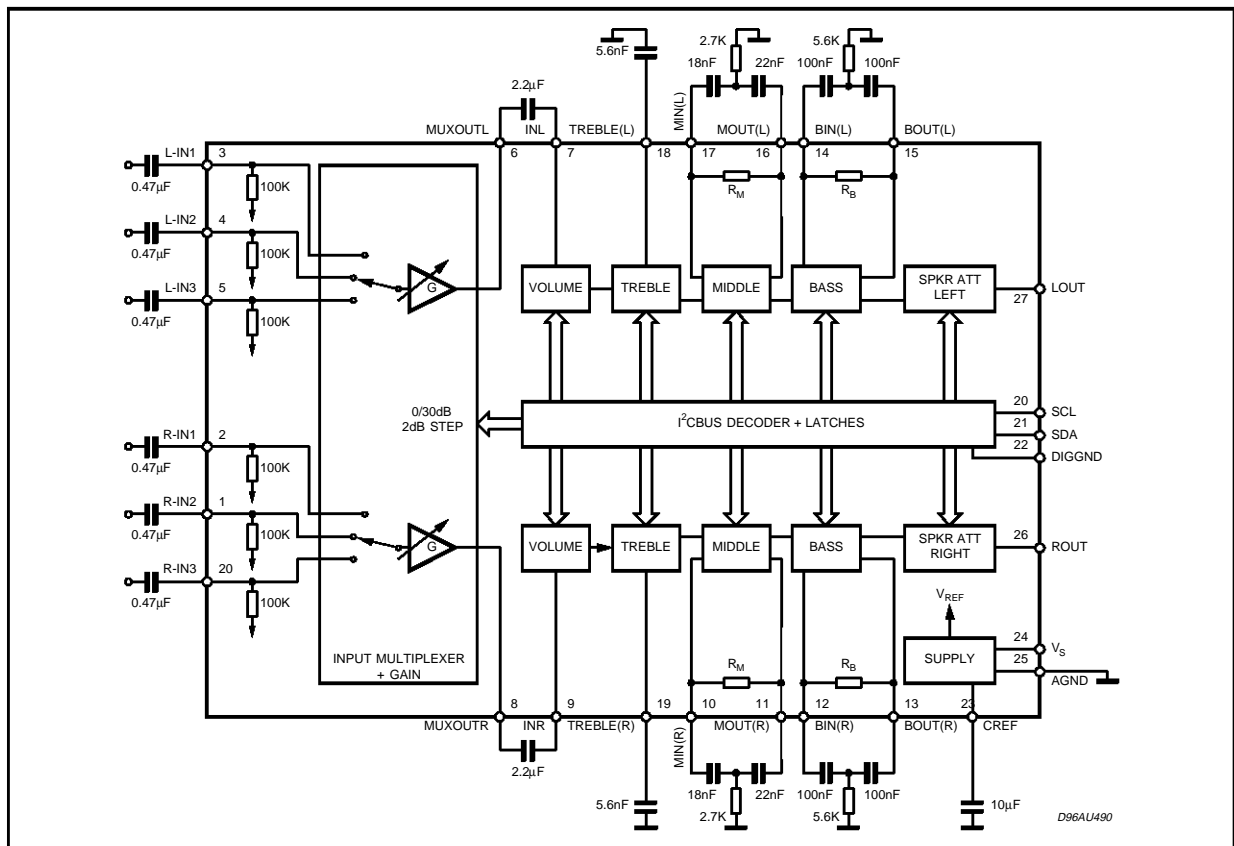 2.7K
5.6K
5.6nF
18nF
22nF
100nF
100nF
2.2µF
MIN(L)
MUXOUTL
INL
TREBLE(L)
MOUT(L)
BIN(L)
BOUT(L)
6
7
18
17
16
14
15
L-IN1
3
0.47µF
100K
L-IN2
4
0.47µF
100K
L-IN3
5
0.47µF
100K
G
RM
RB
VOLUME
TREBLE
MIDDLE
BASS
SPKR ATT
LEFT
27
LOUT
0/30dB
2dB STEP
I2CBUS DECODER + LATCHES
20
SCL
21
SDA
22
DIGGND
R-IN1
2
0.47µF
100K
R-IN2
1
0.47µF
100K
R-IN3
20
0.47µF
100K
G
VOLUME
TREBLE
MIDDLE
BASS
SPKR ATT
RIGHT
26
ROUT
VREF
SUPPLY
24
VS
25
AGND
INPUT MULTIPLEXER
+ GAIN
RM
RB
8
9
19
10
11
12
13
23
MUXOUTR
INR
TREBLE(R)
MIN(R)
MOUT(R)
BIN(R)
BOUT(R)
CREF
2.2µF
5.6nF
18nF
22nF
2.7K
100nF
100nF
5.6K
10µF
D96AU490